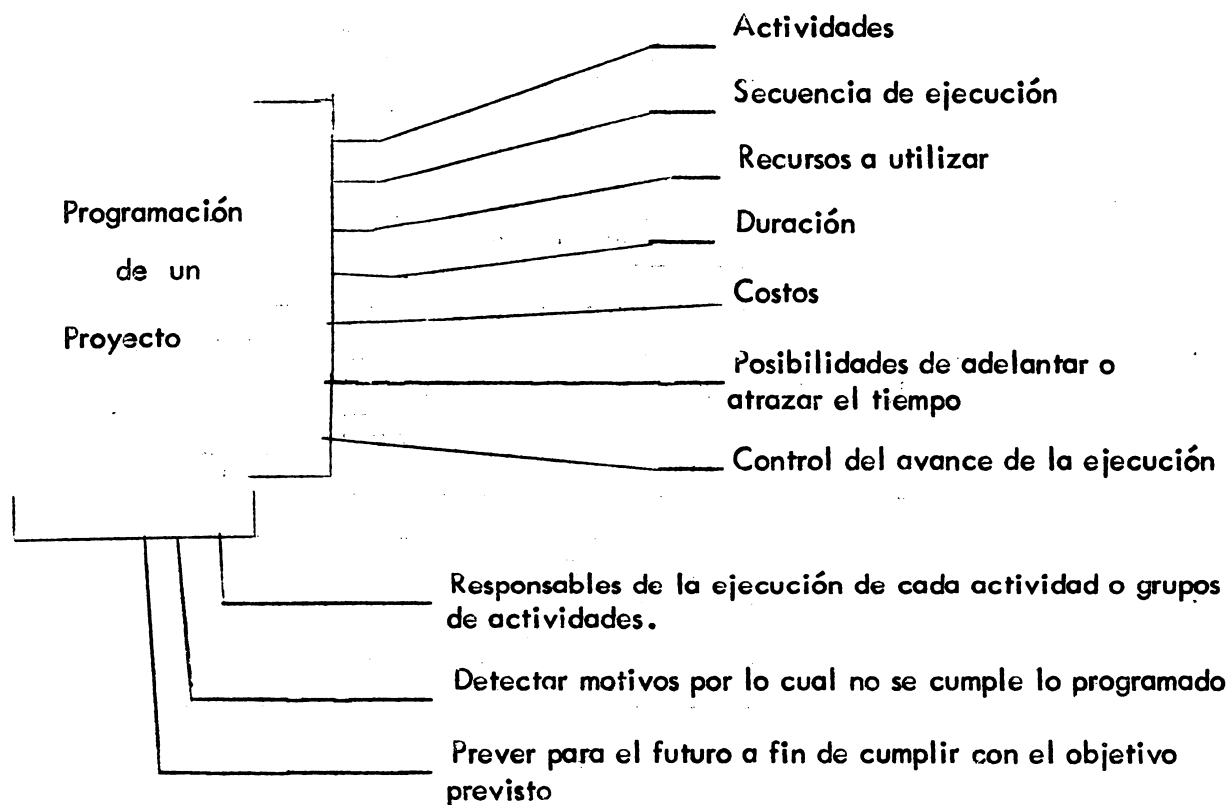 Actividades
Secuencia de ejecución
Recursos a utilizar
Programación
de un
Proyecto
Duración
Costos
Posibilidades de adelantar o
atrazar el tiempo
Control del avance de la ejecución
Responsables de la ejecución de cada actividad o grupos
de actividades.
Detectar motivos por lo cual no se cumple lo programado
Prever para el futuro a fin de cumplir con el objetivo
previsto